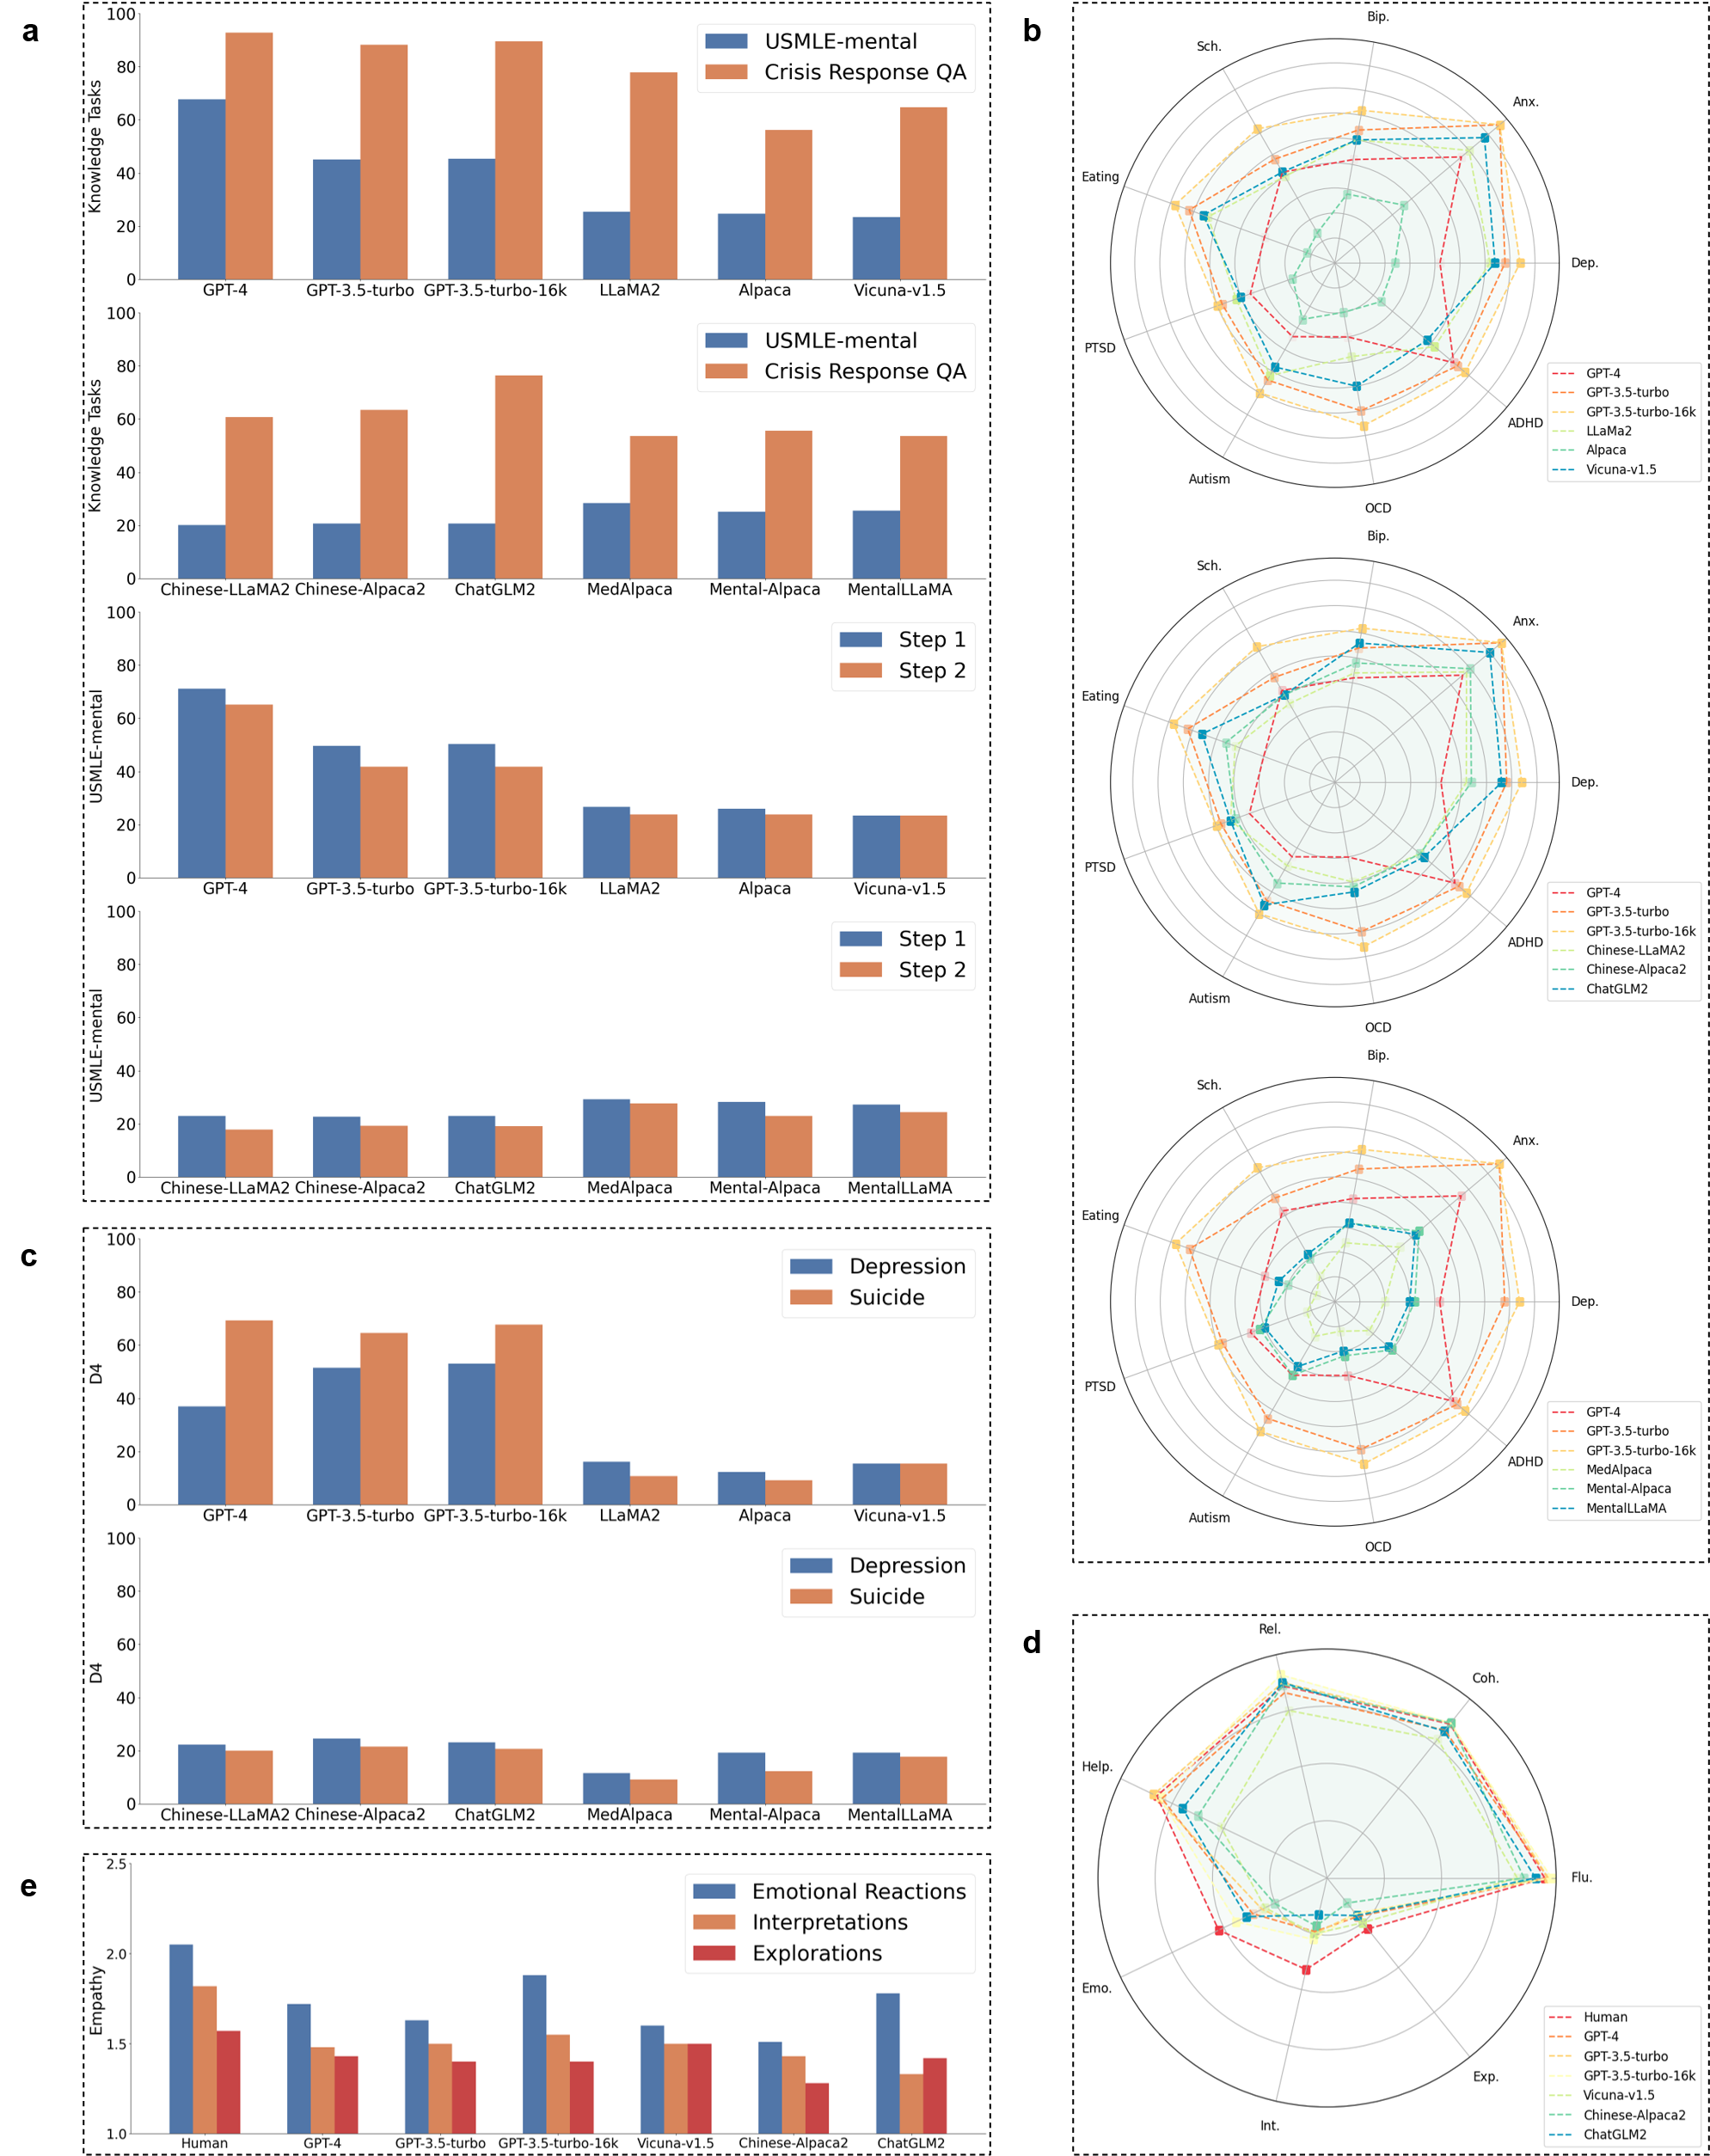 a
100
80
60
40
20
0
Knowledge Tasks
USMLE-mental
Crisis Response QA
GPT-4 GPT-3.5-turbo GPT-3.5-turbo-16k LLaMA2 Alpaca Vicuna-v1.5
100
80
60
40
20
0
Knowledge Tasks
USMLE-mental
Crisis Response QA
Chinese-LLaMA2 Chinese-Alpaca2 ChatGLM2 MedAlpaca Mental-Alpaca MentalLLaMA
100
80
60
40
20
0
USMLE-mental
Step 1
Step 2
GPT-4 GPT-3.5-turbo GPT-3.5-turbo-16k LLaMA2 Alpaca Vicuna-v1.5
100
80
60
40
20
0
USMLE-mental
Step 1
Step 2
Chinese-LLaMA2 Chinese-Alpaca2 ChatGLM2 MedAlpaca Mental-Alpaca MentalLLaMA
b
Bip.
Sch.
Anx.
Eating
Dep.
PTSD
ADHD
Autism
OCD
GPT-4
GPT-3.5-turbo
GPT-3.5-turbo-16k
LLaMa2
Alpaca
Vicuna-v1.5
Bip.
Sch.
Anx.
Eating
Dep.
PTSD
ADHD
Autism
OCD
GPT-4
GPT-3.5-turbo
GPT-3.5-turbo-16k
Chinese-LLaMA2
Chinese-Alpaca2
ChatGLM2
Bip.
Sch.
Anx.
Eating
Dep.
PTSD
ADHD
Autism
OCD
GPT-4
GPT-3.5-turbo
GPT-3.5-turbo-16k
MedAlpaca
Mental-Alpaca
MentalLLaMA
c
100
80
60
40
20
0
D4
Depression
Suicide
GPT-4 GPT-3.5-turbo GPT-3.5-turbo-16k LLaMA2 Alpaca Vicuna-v1.5
100
80
60
40
20
0
D4
Depression
Suicide
Chinese-LLaMA2 Chinese-Alpaca2 ChatGLM2 MedAlpaca Mental-Alpaca MentalLLaMA
d
Rel.
Coh.
Help.
Flu.
Emo.
Exp.
Int.
Human
GPT-4
GPT-3.5-turbo
GPT-3.5-turbo-16k
Vicuna-v1.5
Chinese-Alpaca2
ChatGLM2
e
2.5
2.0
1.5
1.0
Empathy
Emotional Reactions
Interpretations
Explorations
Human GPT-4 GPT-3.5-turbo GPT-3.5-turbo-16k Vicuna-v1.5 Chinese-Alpaca2 ChatGLM2